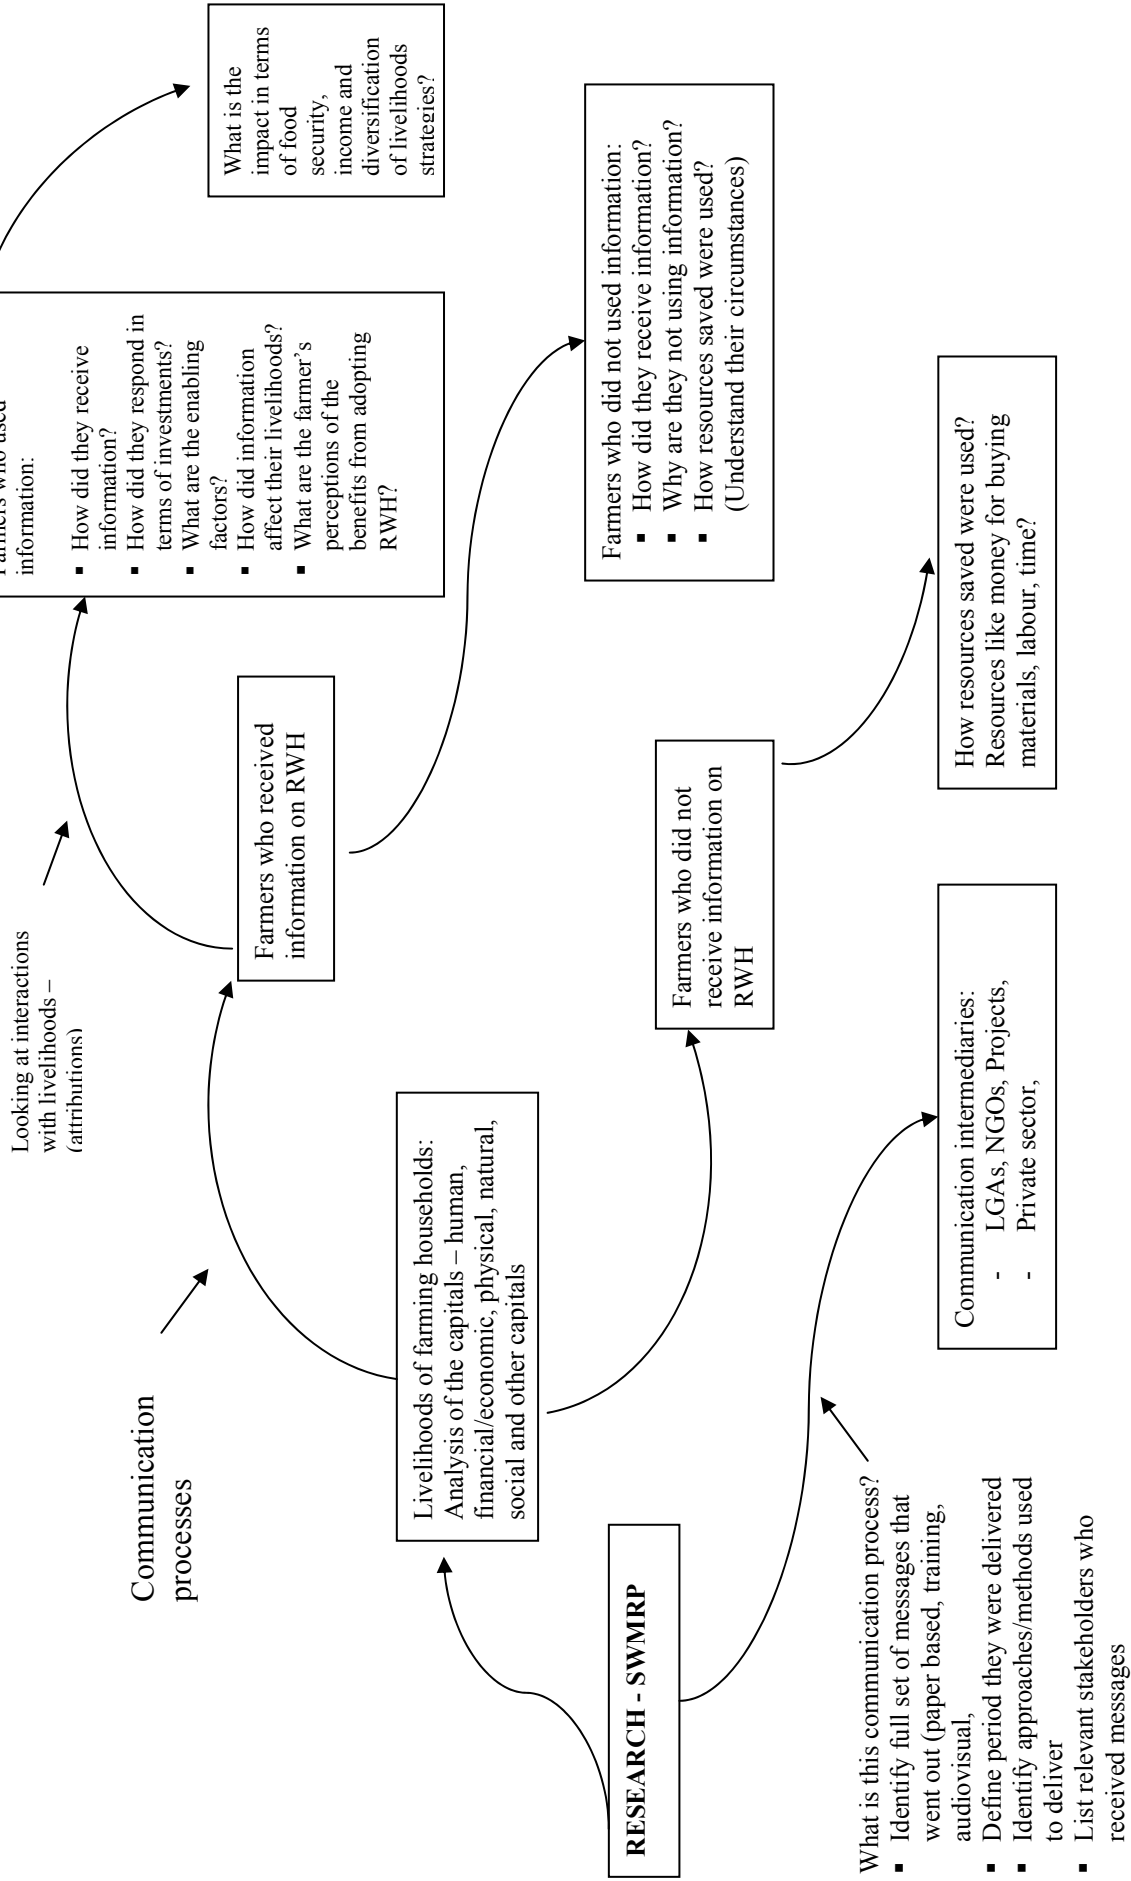 Looking at interactions
with livelihoods –
(attributions)
Communication
processes
information:
▪ How did they receive
information?
▪ How did they respond in
terms of investments?
▪ What are the enabling
factors?
▪ How did information
affect their livelihoods?
▪ What are the farmer’s
perceptions of the
benefits from adopting
RWH?
What is the
impact in terms
of food
security,
income and
diversification
of livelihoods
strategies?
Farmers who received
information on RWH
Livelihoods of farming households:
Analysis of the capitals – human,
financial/economic, physical, natural,
social and other capitals
Farmers who did not used information:
▪ How did they receive information?
▪ Why are they not using information?
▪ How resources saved were used?
(Understand their circumstances)
RESEARCH - SWMRP
Farmers who did not
receive information on
RWH
What is this communication process?
▪ Identify full set of messages that
went out (paper based, training,
audiovisual,
▪ Define period they were delivered
▪ Identify approaches/methods used
to deliver
▪ List relevant stakeholders who
received messages
Communication intermediaries:
- LGAs, NGOs, Projects,
- Private sector,
How resources saved were used?
Resources like money for buying
materials, labour, time?